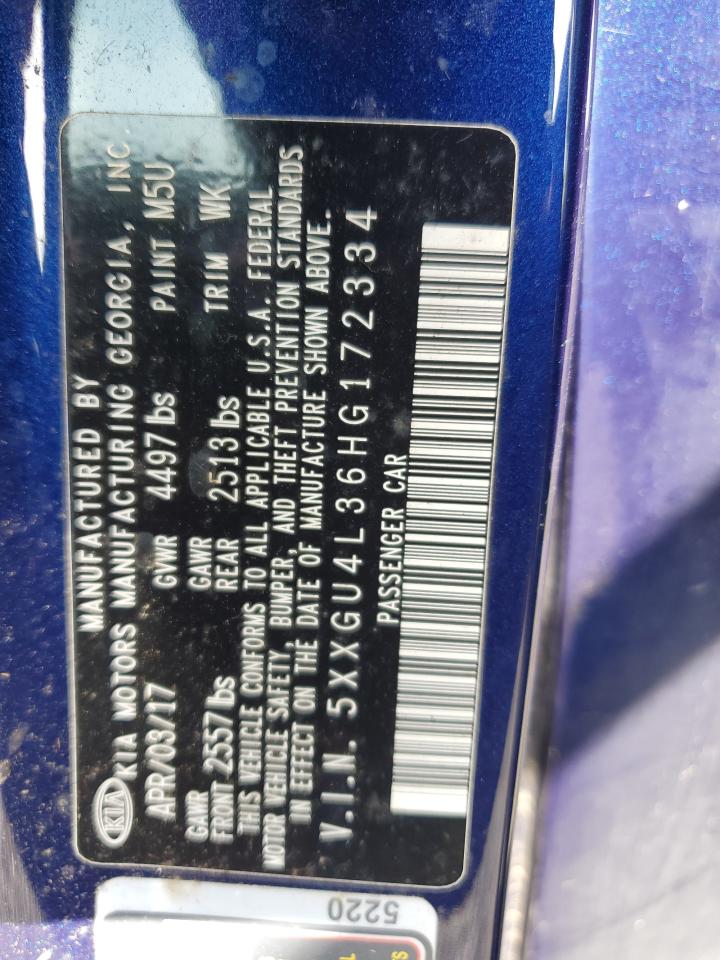 MANUFACTURED BY
KIA KIA MOTORS MANUFACTURING GEORGIA, INC
APR/03/17 GVWR 4497 lbs PAINT M5U
GAWR FRONT 2557 lbs GAWR REAR 2513 lbs TRIM WK
THIS VEHICLE CONFORMS TO ALL APPLICABLE U.S.A. FEDERAL
MOTOR VEHICLE SAFETY, BUMPER, AND THEFT PREVENTION STANDARDS
IN EFFECT ON THE DATE OF MANUFACTURE SHOWN ABOVE.
V.I.N. 5XXGU4L36HG172334
PASSENGER CAR
5220